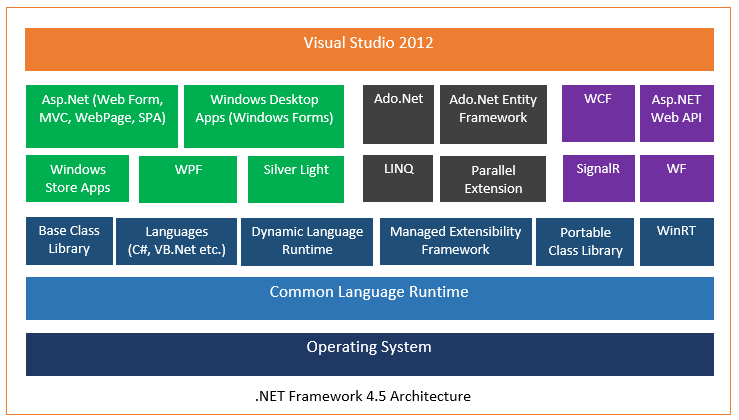 Visual Studio 2012
Asp.Net (Web Form,
MVC, WebPage, SPA)
Windows Desktop
Apps (Windows Forms)
Ado.Net
Ado.Net Entity
Framework
WCF
Asp.NET
Web API
Windows
Store Apps
WPF
Silver Light
LINQ
Parallel
Extension
SignalR
WF
Base Class
Library
Languages
(C#, VB.Net etc.)
Dynamic Language
Runtime
Managed Extensibility
Framework
Portable
Class Library
WinRT
Common Language Runtime
Operating System
.NET Framework 4.5 Architecture